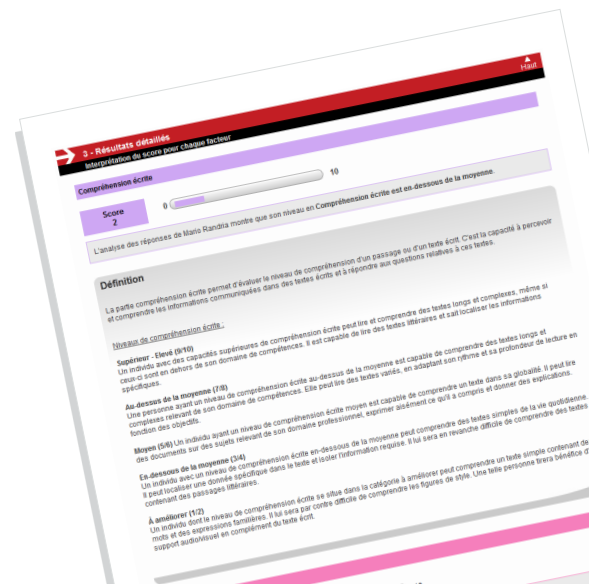 Haut
3 - Résultats détaillés
Interprétation du score pour chaque facteur
Compréhension écrite
Score
2
0
10
L'analyse des réponses de Mario Randria montre que son niveau en Compréhension écrite est en-dessous de la moyenne.
Définition
La partie compréhension écrite permet d'évaluer le niveau de compréhension d'un passage ou d'un texte écrit. C'est la capacité à percevoir
et comprendre les informations communiquées dans des textes écrits et à répondre aux questions relatives à ces textes.
Niveaux de compréhension écrite :
Supérieur - Elevé (9/10)
Un individu avec des capacités supérieures de compréhension écrite peut lire et comprendre des textes longs et complexes, même si
ceux-ci sont en dehors de son domaine de compétences. Il est capable de lire des textes littéraires et sait localiser les informations
spécifiques.
Au-dessus de la moyenne (7/8)
Une personne ayant un niveau de compréhension écrite au-dessus de la moyenne est capable de comprendre des textes longs et
complexes relevant de son domaine de compétences. Elle peut lire des textes variés, en adaptant son rythme et sa profondeur de lecture en
fonction des objectifs.
Moyen (5/6) Un individu ayant un niveau de compréhension écrite moyen est capable de comprendre un texte dans sa globalité. Il peut lire
des documents sur des sujets relevant de son domaine professionnel, exprimer aisément ce qu'il a compris et donner des explications.
En-dessous de la moyenne (3/4)
Un individu avec un niveau de compréhension écrite en-dessous de la moyenne peut comprendre des textes simples de la vie quotidienne.
Il peut localiser une donnée spécifique dans le texte et isoler l'information requise. Il lui sera en revanche difficile de comprendre des textes
contenant des passages littéraires.
À améliorer (1/2)
Un individu dont le niveau de compréhension écrite se situe dans la catégorie à améliorer peut comprendre un texte simple contenant de
mots et des expressions familières. Il lui sera par contre difficile de comprendre les figures de style. Une telle personne tirera bénéfice d'
support audiovisuel en complément du texte écrit.